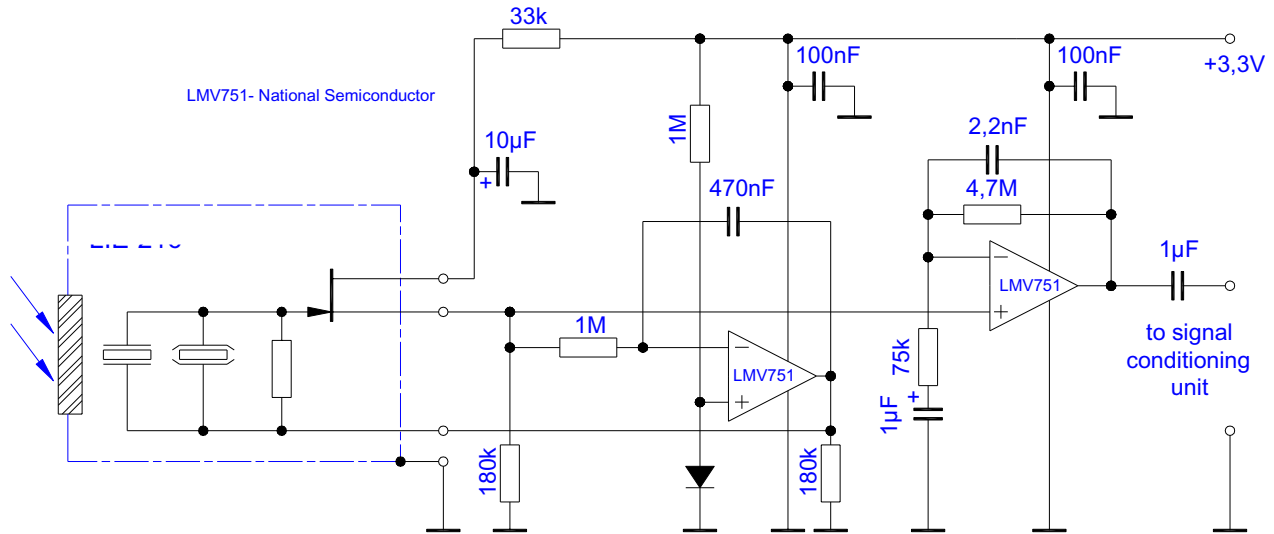 33k
100nF
100nF
+3,3V
LMV751- National Semiconductor
1M
2,2nF
10µF
+
470nF
4,7M
1µF
−
LMV751
+
1M
to signal
conditioning
unit
75k
−
LMV751
+
1µF
+
180k
180k